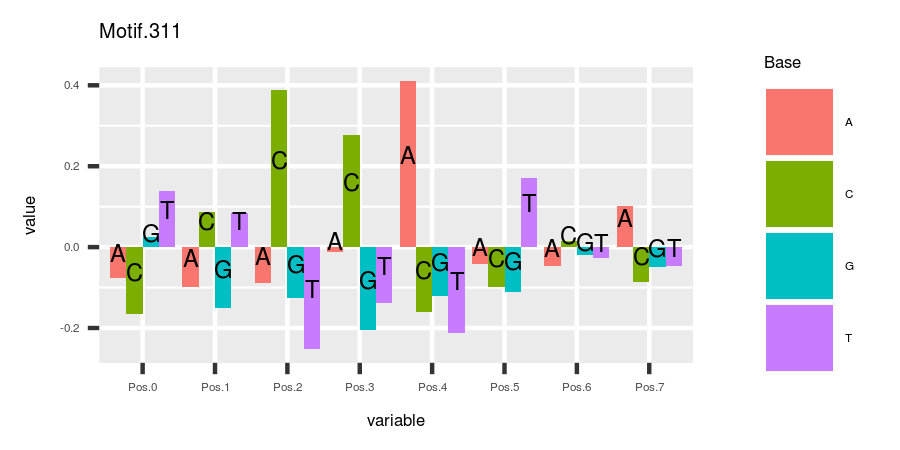 Motif.311
Base
0.4
0.2
0.0
-0.2
value
A C G T A C G T A C G T A C G T A C G T A C G T A C G T A C G T
Pos.0 Pos.1 Pos.2 Pos.3 Pos.4 Pos.5 Pos.6 Pos.7
variable
A
C
G
T